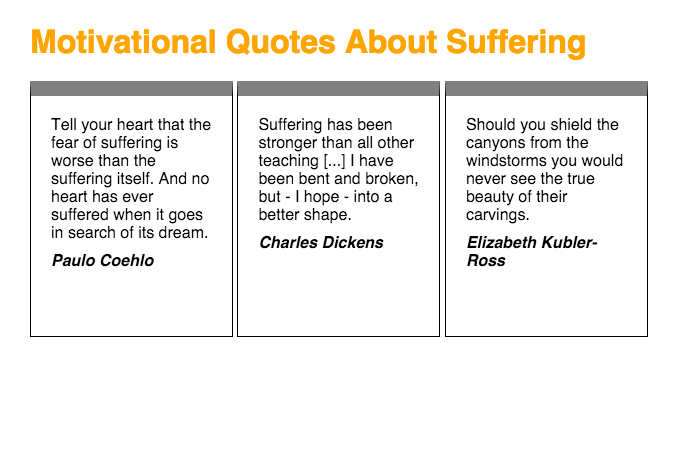 Motivational Quotes About Suffering
Tell your heart that the
fear of suffering is
worse than the
suffering itself. And no
heart has ever
suffered when it goes
in search of its dream.
Paulo Coehlo
Suffering has been
stronger than all other
teaching [...] I have
been bent and broken,
but - I hope - into a
better shape.
Charles Dickens
Should you shield the
canyons from the
windstorms you would
never see the true
beauty of their
carvings.
Elizabeth Kubler-
Ross